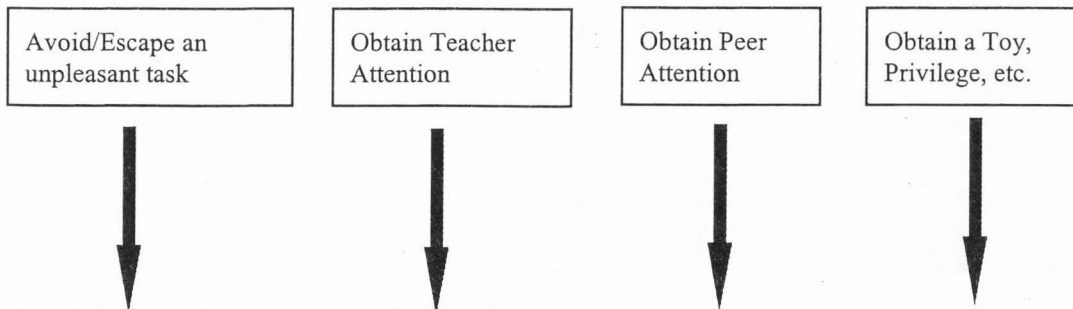 Avoid/Escape an
unpleasant task
Obtain Teacher
Attention
Obtain Peer
Attention
Obtain a Toy,
Privilege, etc.